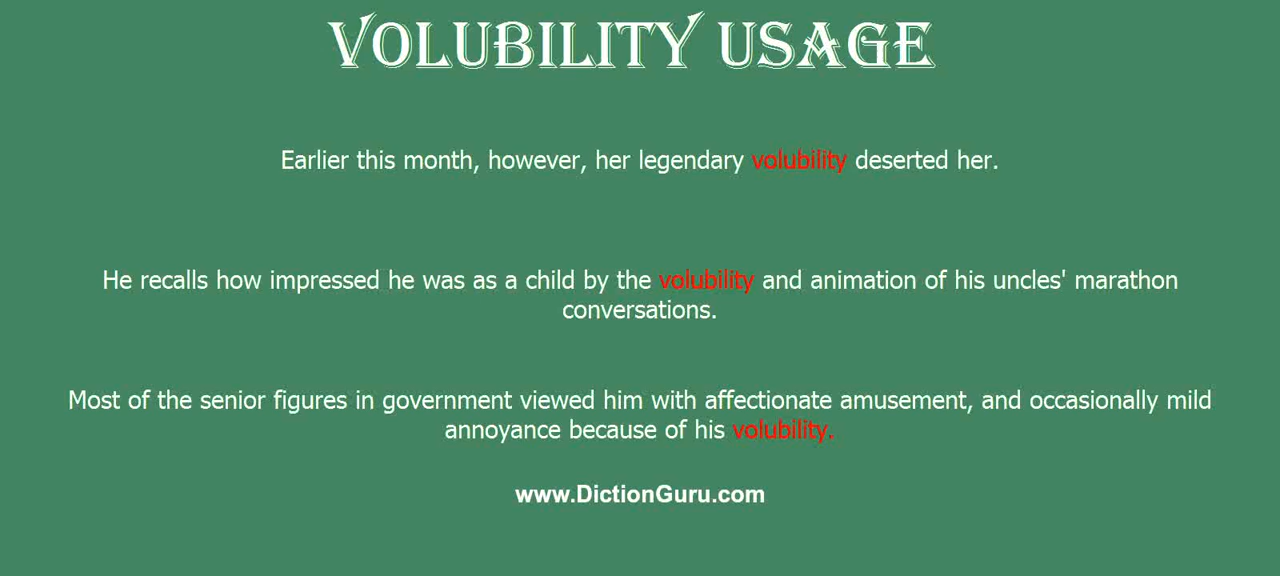 VOLUBILITY USAGE
Earlier this month, however, her legendary volubility deserted her.
He recalls how impressed he was as a child by the volubility and animation of his uncles' marathon
conversations.
Most of the senior figures in government viewed him with affectionate amusement, and occasionally mild
annoyance because of his volubility.
www.DictionGuru.com